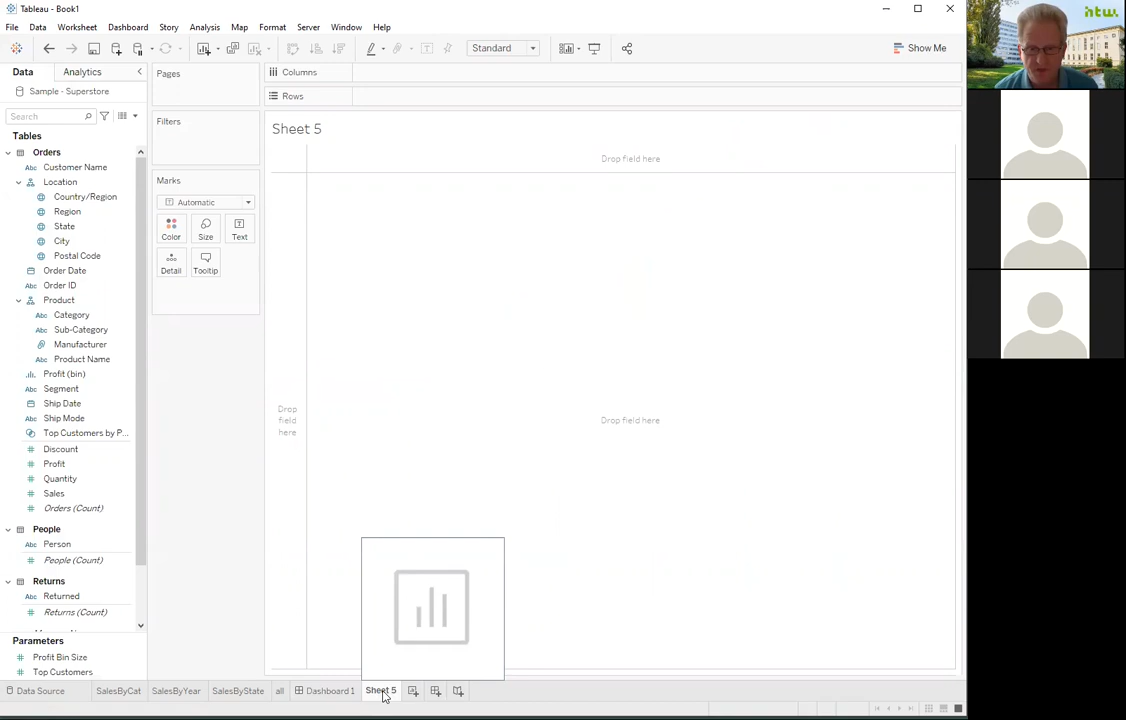 Tableau - Book1
File Data Worksheet Dashboard Story Analysis Map Format Server Window Help
Standard
Show Me
Data Analytics
Sample - Superstore
Search
Tables
Orders
Customer Name
Location
Country/Region
Region
State
City
Postal Code
Order Date
Order ID
Product
Category
Sub-Category
Manufacturer
Product Name
Profit (bin)
Segment
Ship Date
Ship Mode
Top Customers by P...
Discount
Profit
Quantity
Sales
Orders (Count)
People
Person
People (Count)
Returns
Returned
Returns (Count)
Parameters
Profit Bin Size
Top Customers
Pages
Filters
Marks
Automatic
Color Size Text
Detail Tooltip
Columns
Rows
Sheet 5
Drop field here
Drop
field
here
Drop field here
Data Source SalesByCat SalesByYear SalesByState all Dashboard 1 Sheet 5
htw